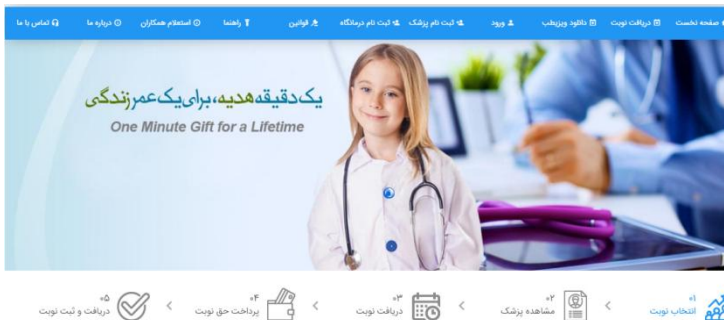 صفحه نخست دریافت نوبت دانلود ویزیطب ورود ثبت نام پزشک ثبت نام درمانگاه قوانین راهنما استعلام همکاران درباره ما تماس با ما
یک دقیقه هدیه، برای یک عمر زندگی
One Minute Gift for a Lifetime
۰۱
انتخاب نوبت
۰۲
مشاهده پزشک
۰۳
دریافت نوبت
۰۴
پرداخت حق نوبت
۰۵
دریافت و ثبت نوبت